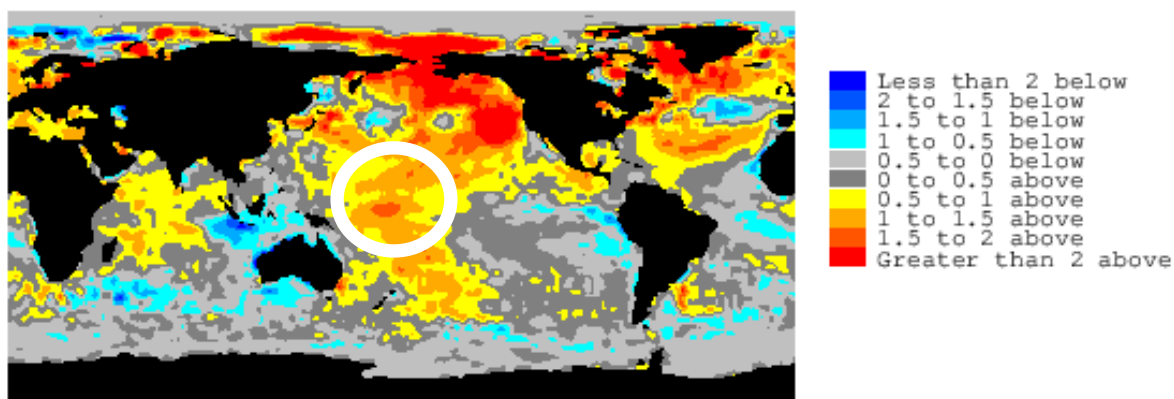 Less than 2 below
2 to 1.5 below
1.5 to 1 below
1 to 0.5 below
0.5 to 0 below
0 to 0.5 above
0.5 to 1 above
1 to 1.5 above
1.5 to 2 above
Greater than 2 above